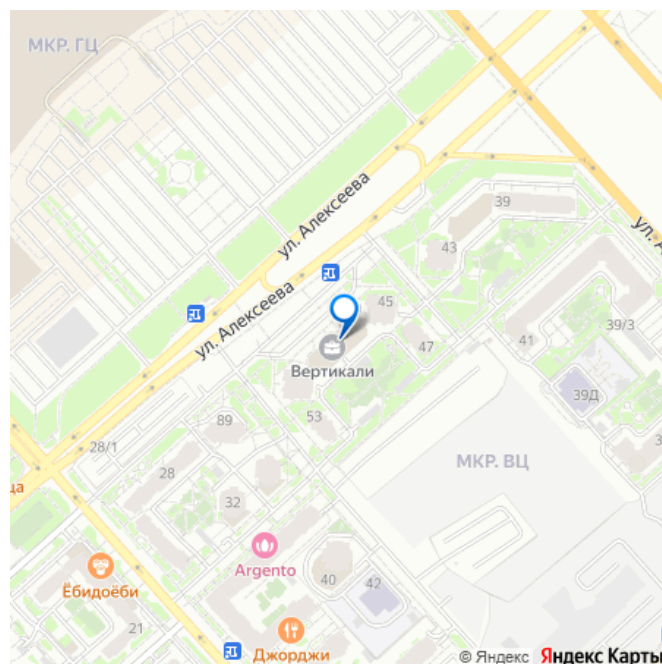 МКР. ГЦ
ул. Алексеева
39
43
ул. Алексеева
45
39/3
41
47
Вертикали
39Д
53
89
28/1
МКР. ВЦ
28
ца
32
Argento
Ёбидоёби
40
42
21
Джорджи
© Яндекс
Яндекс Карты